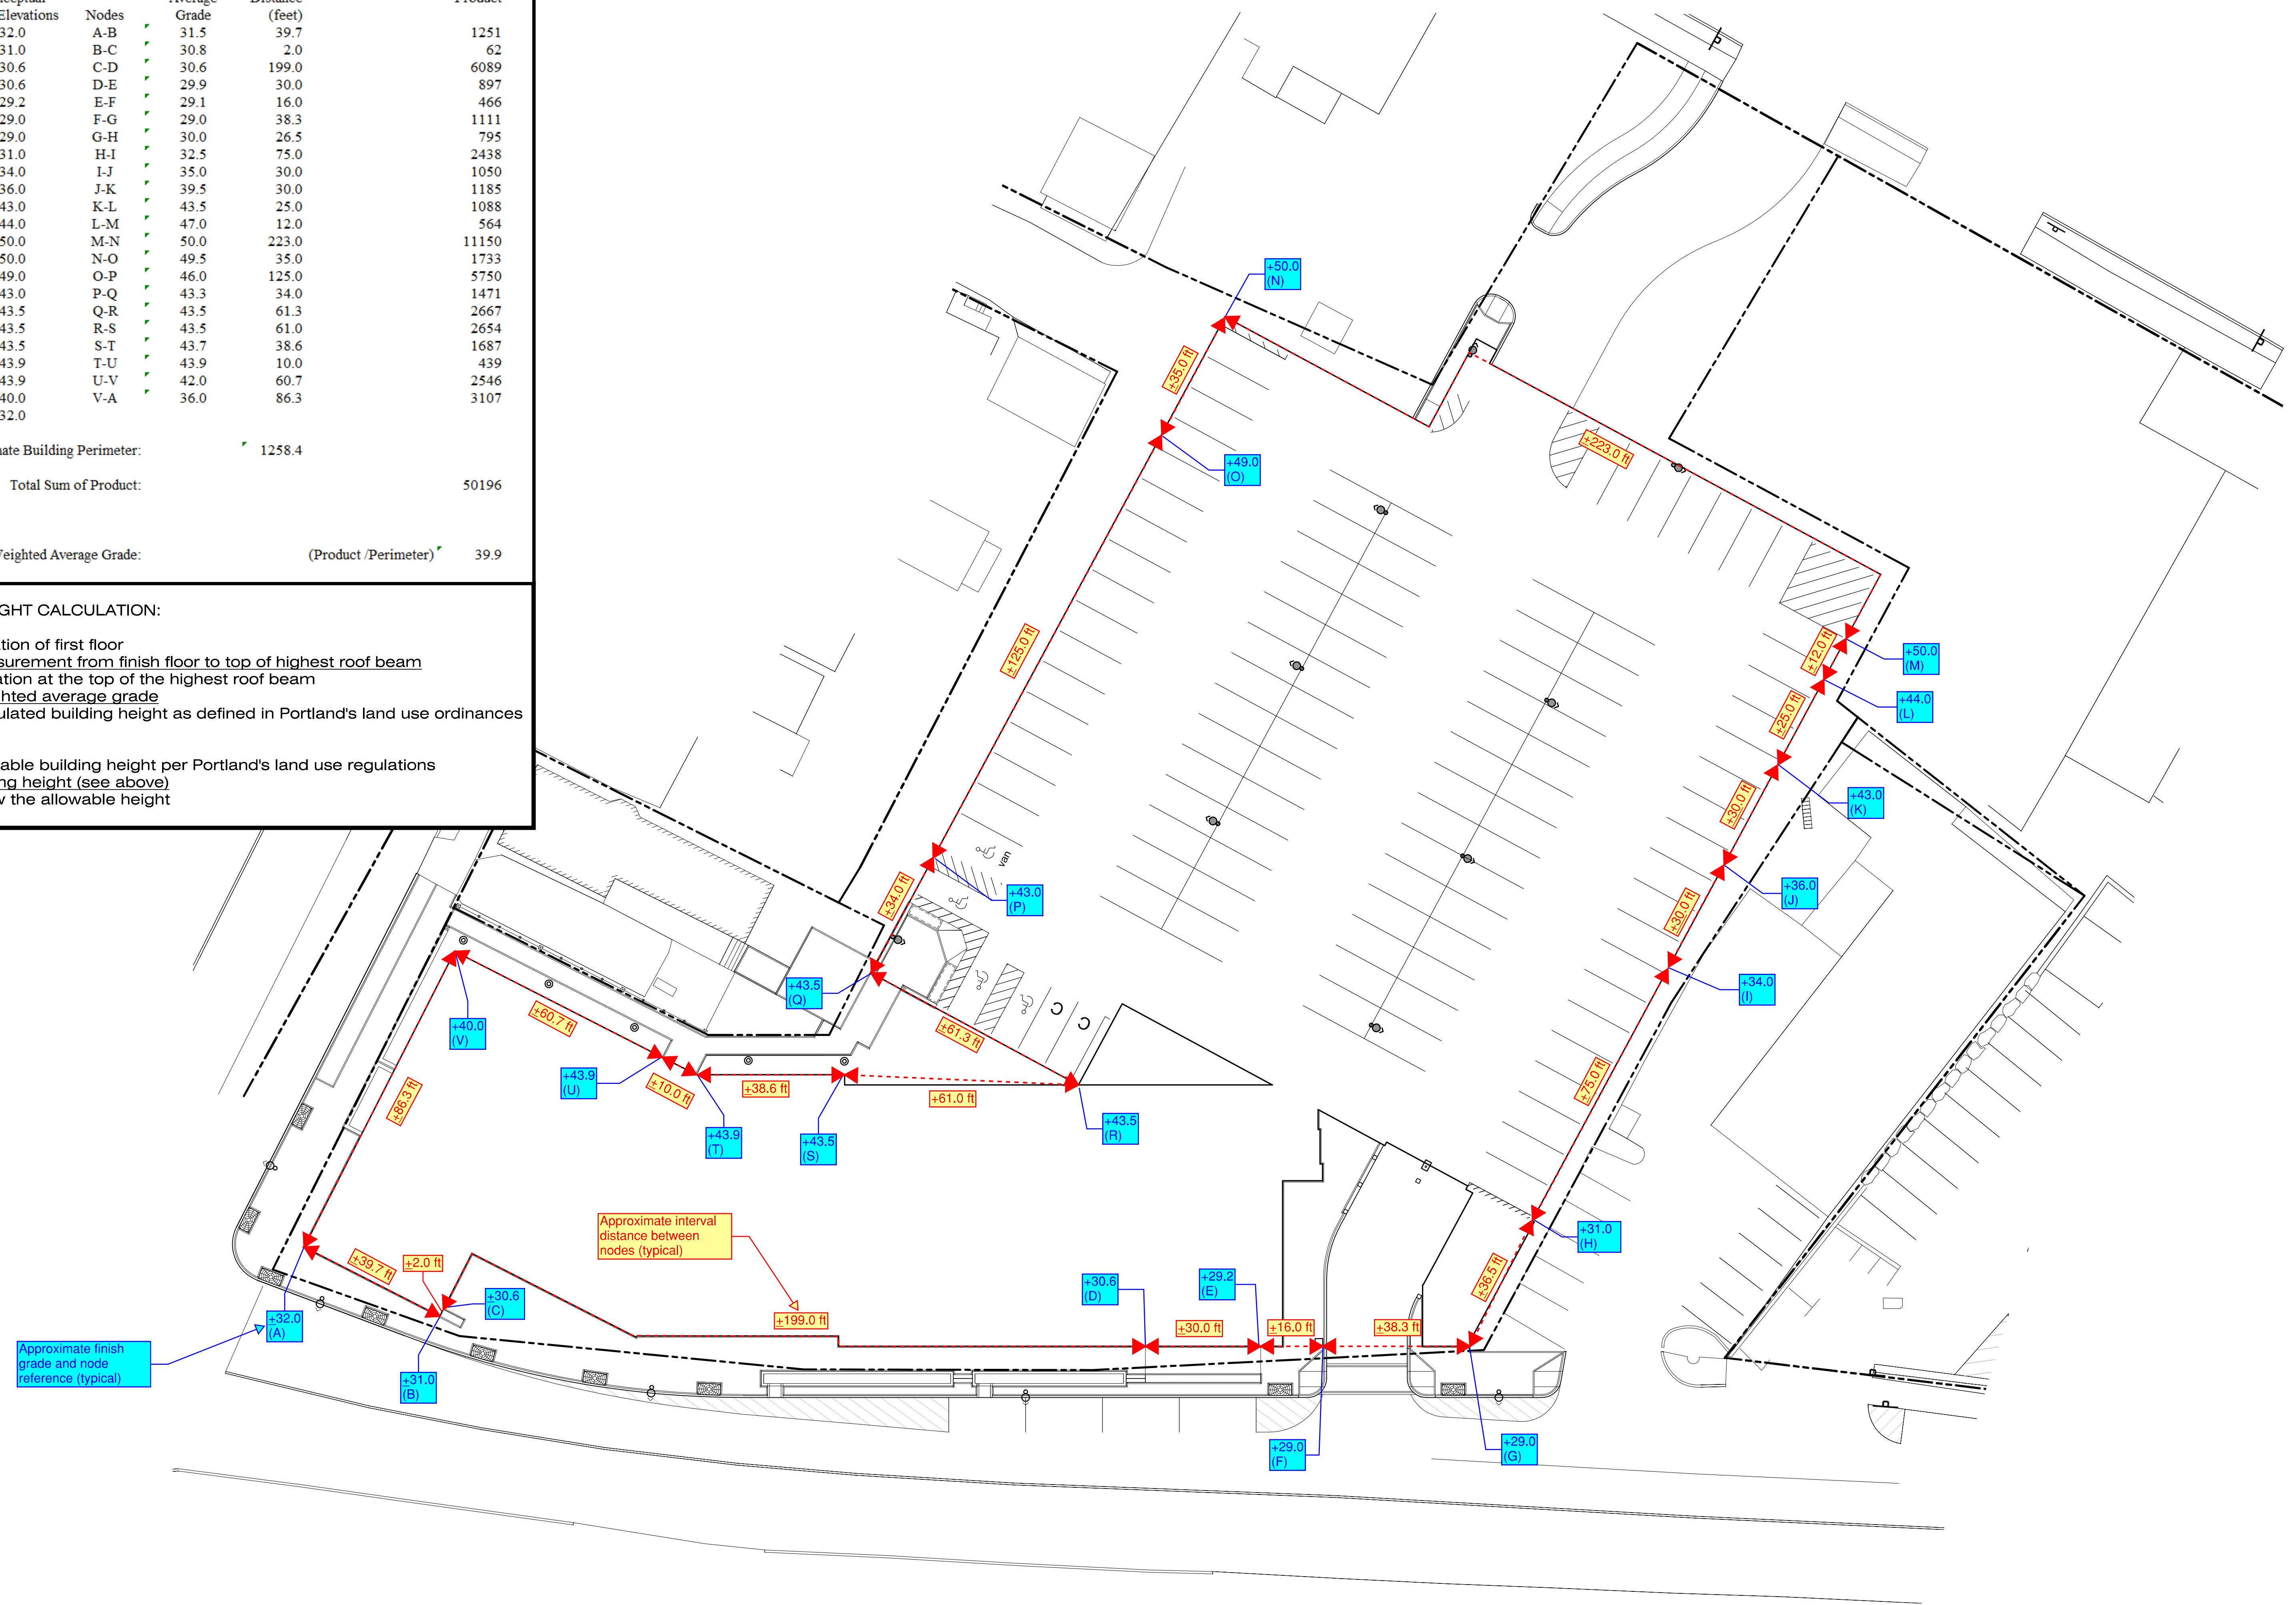 Elevations Nodes Grade (feet)
32.0 A-B 31.5 39.7 1251
31.0 B-C 30.8 2.0 62
30.6 C-D 30.6 199.0 6089
30.6 D-E 29.9 30.0 897
29.2 E-F 29.1 16.0 466
29.0 F-G 29.0 38.3 1111
29.0 G-H 30.0 26.5 795
31.0 H-I 32.5 75.0 2438
34.0 I-J 35.0 30.0 1050
36.0 J-K 39.5 30.0 1185
43.0 K-L 43.5 25.0 1088
44.0 L-M 47.0 12.0 564
50.0 M-N 50.0 223.0 11150
50.0 N-O 49.5 35.0 1733
49.0 O-P 46.0 125.0 5750
43.0 P-Q 43.3 34.0 1471
43.5 Q-R 43.5 61.3 2667
43.5 R-S 43.5 61.0 2654
43.5 S-T 43.7 38.6 1687
43.9 T-U 43.9 10.0 439
43.9 U-V 42.0 60.7 2546
40.0 V-A 36.0 86.3 3107
32.0
Building Perimeter: 1258.4
Total Sum of Product: 50196
Average Grade: (Product /Perimeter) 39.9
CALCULATION:
of first floor
from finish floor to top of highest roof beam
at the top of the highest roof beam
average grade
building height as defined in Portland's land use ordinances
building height per Portland's land use regulations
height (see above)
the allowable height
+50.0
(N)
±35.0 ft
+49.0
(O)
±223.0 ft
±125.0 ft
±12.0 ft
+50.0
(M)
+44.0
(L)
±25.0 ft
+43.0
(K)
±30.0 ft
+36.0
(J)
±30.0 ft
+34.0
(I)
van
+43.0
(P)
±34.0 ft
+43.5
(Q)
±61.3 ft
+40.0
(V)
±60.7 ft
+43.9
(U)
±10.0 ft
±38.6 ft
+61.0 ft
+43.9
(T)
+43.5
(S)
+43.5
(R)
±75.0 ft
±86.3 ft
Approximate interval
distance between
nodes (typical)
+31.0
(H)
±36.5 ft
±39.7 ft
±2.0 ft
±30.6
(C)
+30.6
(D)
+29.2
(E)
±199.0 ft
±30.0 ft
±16.0 ft
±38.3 ft
±32.0
(A)
Approximate finish
grade and node
reference (typical)
±31.0
(B)
+29.0
(F)
+29.0
(G)